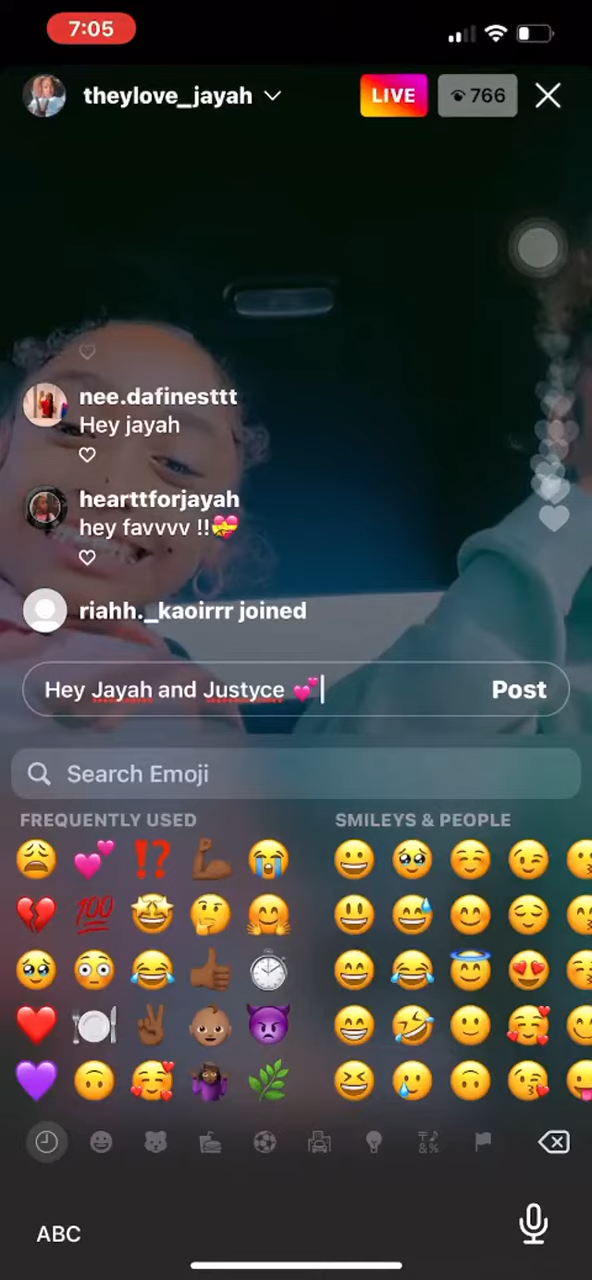 7:05
theylove_jayah
LIVE
766
nee.dafinesttt
Hey jayah
hearttforjayah
hey favvvv !!💝
riahh._kaoirrr joined
Hey Jayah and Justyce 💕
Post
Search Emoji
FREQUENTLY USED
SMILEYS & PEOPLE
ABC